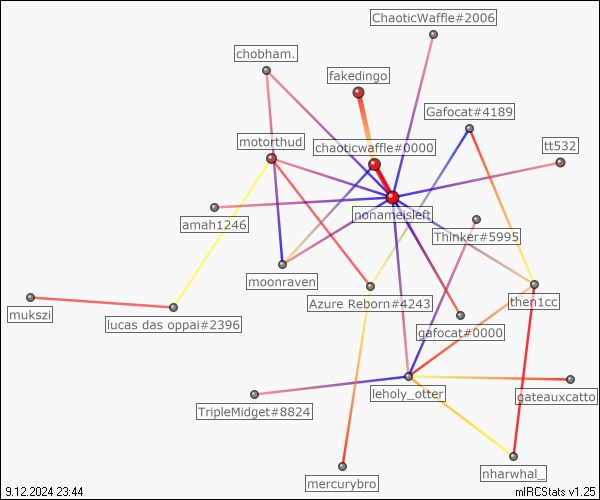 ChaoticWaffle#2006
chobham.
fakedingo
Gafocat#4189
motorthud
chaoticwaffle#0000
tt532
nonameisleft
amah1246
Thinker#5995
moonraven
Azure Reborn#4243
then1cc
mukszi
lucas das oppai#2396
gafocat#0000
leholy_otter
gateauxcatto
TripleMidget#8824
nharwhal_
mercurybro
9.12.2024 23:44
mIRCStats v1.25